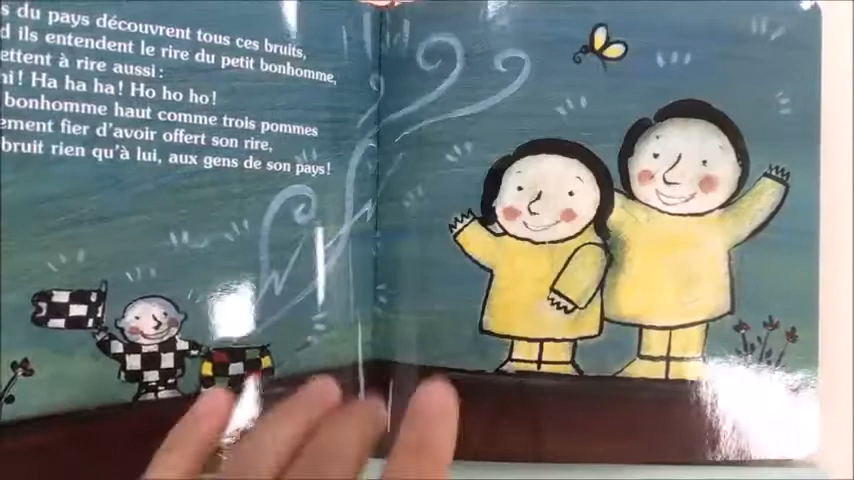 s du pays découvrent tous ces bruits,
d ils entendent le rire du petit bonhomme,
ettent à rire aussi :
hi! Ha ha ha! Ho ho ho!
bonhomme haut comme trois pommes
ement fier d'avoir offert son rire,
bruit rien qu'à lui, aux gens de son pays!